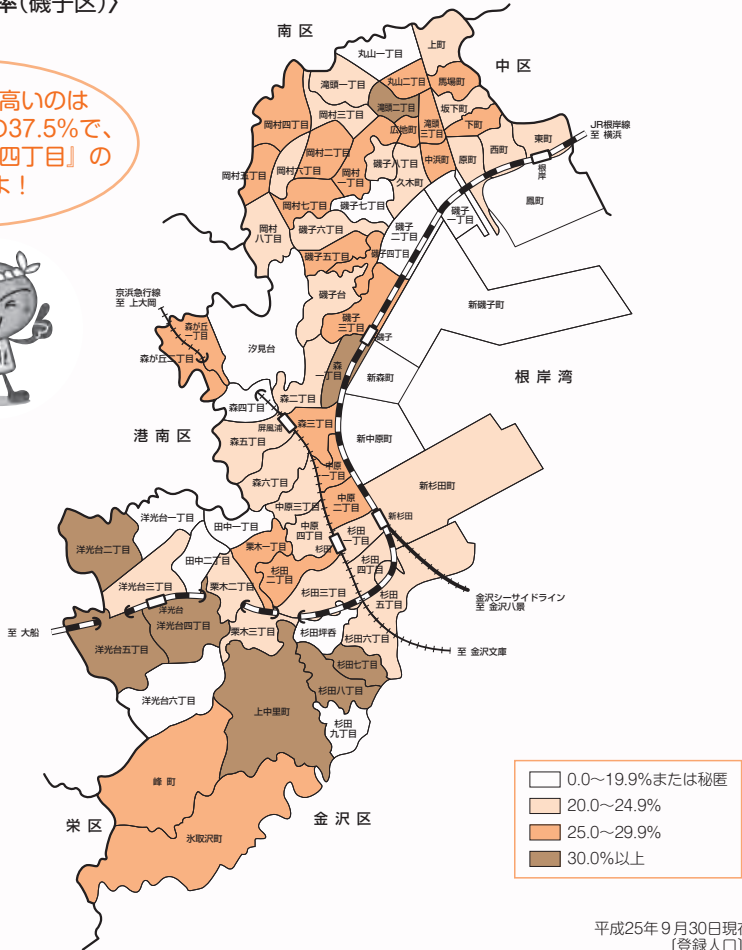 率(磯子区)〉
高いのは
の37.5%で、
四丁目』の
よ！
南 区
中 区
丸山一丁目
上町
滝頭一丁目
丸山二丁目
馬場町
滝頭二丁目
坂下町
岡村三丁目
滝頭
三丁目
下町
岡村四丁目
広地町
JR根岸線
至 横浜
東町
西町
岡村二丁目
中浜町
原町
根岸
磯子八丁目
岡村五丁目
岡村六丁目
岡村
一丁目
久木町
鳳町
岡村七丁目
磯子七丁目
磯子
一丁目
岡村
八丁目
磯子六丁目
磯子
二丁目
磯子五丁目
磯子四丁目
京浜急行線
至 上大岡
磯子台
新磯子町
磯子
三丁目
森が丘
一丁目
磯子
汐見台
森が丘二丁目
森
一丁目
新森町
根 岸 湾
森四丁目
森二丁目
港 南 区
屏風浦
森三丁目
森五丁目
新中原町
中原
一丁目
森六丁目
新杉田町
中原
二丁目
中原三丁目
洋光台一丁目
田中一丁目
新杉田
中原
四丁目
杉田
一丁目
洋光台二丁目
栗木一丁目
杉田
田中二丁目
杉田
四丁目
杉田
二丁目
洋光台三丁目
栗木二丁目
杉田三丁目
杉田
五丁目
金沢シーサイドライン
至 金沢八景
洋光台
洋光台四丁目
至 大船
栗木三丁目
杉田坪呑
杉田六丁目
洋光台五丁目
至 金沢文庫
杉田七丁目
杉田八丁目
洋光台六丁目
上中里町
杉田
九丁目
峰 町
0.0〜19.9%または秘匿
20.0〜24.9%
25.0〜29.9%
30.0%以上
金 沢 区
栄 区
氷取沢町
平成25年9月30日現在
［登録人口］